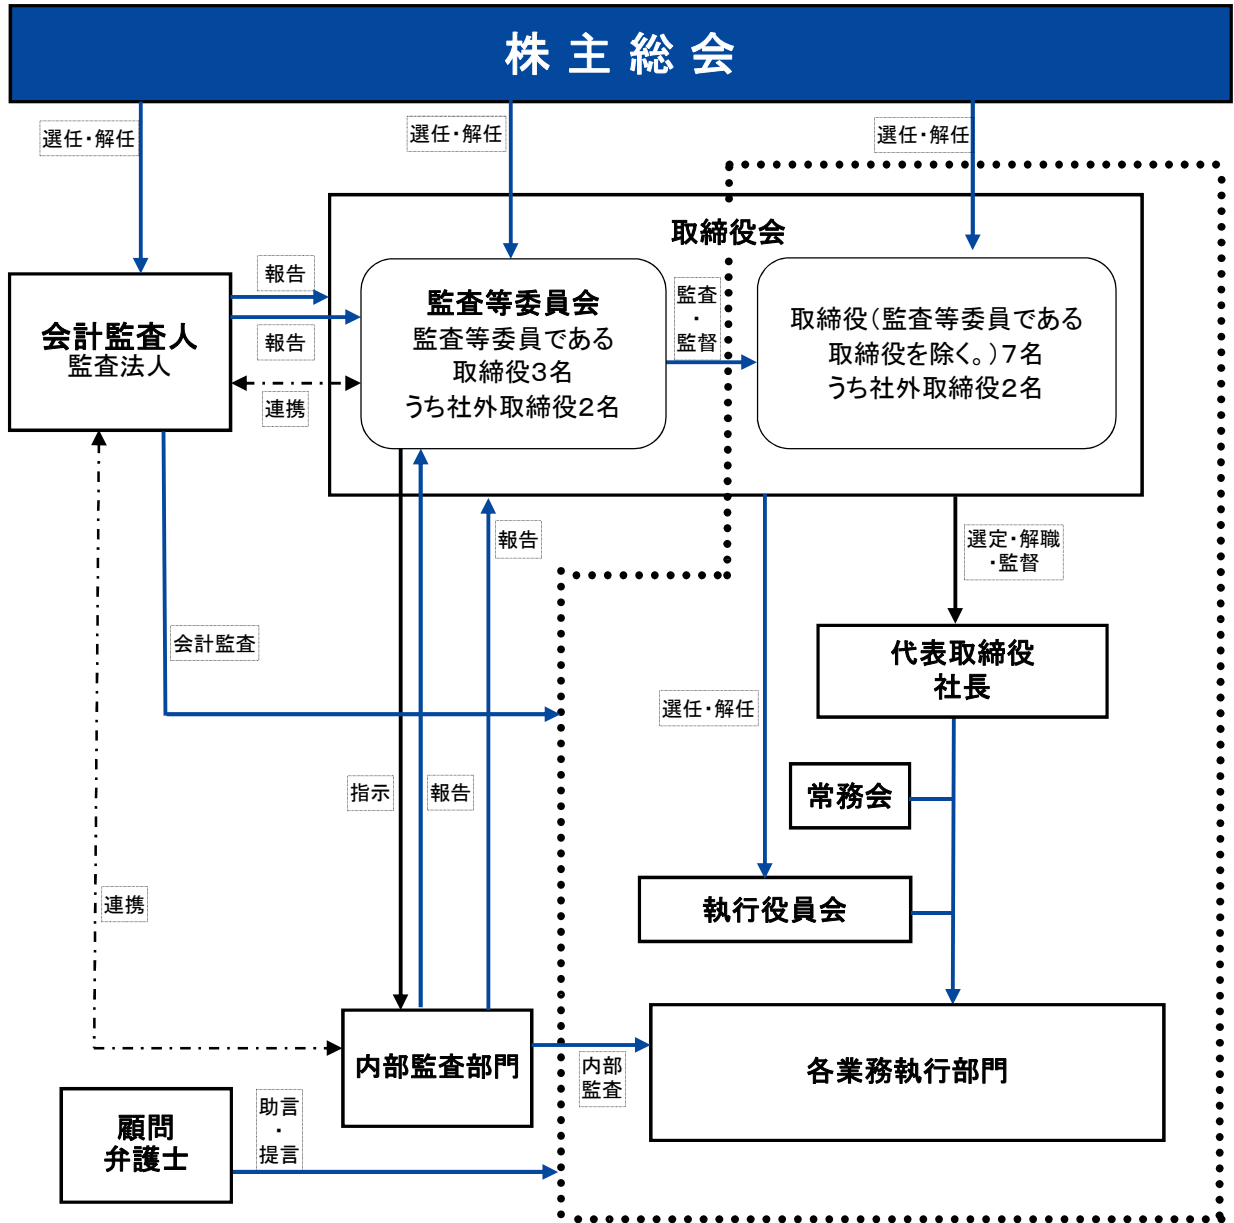 株主総会
選任・解任
選任・解任
選任・解任
取締役会
報告
報告
連携
会計監査人
監査法人
監査等委員会
監査等委員である
取締役3名
うち社外取締役2名
監査
・
監督
取締役(監査等委員である
取締役を除く。)7名
うち社外取締役2名
報告
選定・解職
・監督
会計監査
代表取締役
社長
選任・解任
指示
報告
常務会
連携
執行役員会
内部監査部門
内部
監査
各業務執行部門
顧問
弁護士
助言
・
提言